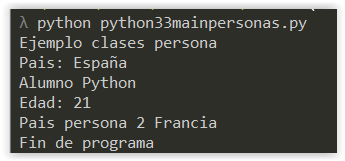 λ python python33mainpersonas.py
Ejemplo clases persona
Pais: España
Alumno Python
Edad: 21
Pais persona 2 Francia
Fin de programa